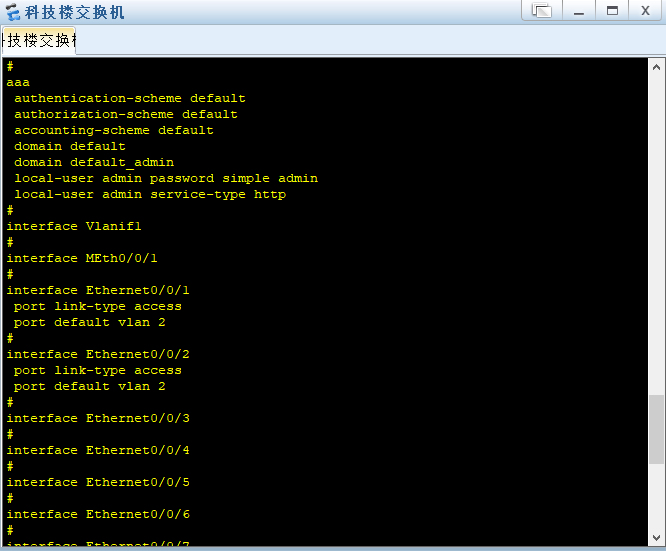 科技楼交换机
技楼交换
#
aaa
 authentication-scheme default
 authorization-scheme default
 accounting-scheme default
 domain default
 domain default_admin
 local-user admin password simple admin
 local-user admin service-type http
#
interface Vlanif1
#
interface MEth0/0/1
#
interface Ethernet0/0/1
 port link-type access
 port default vlan 2
#
interface Ethernet0/0/2
 port link-type access
 port default vlan 2
#
interface Ethernet0/0/3
#
interface Ethernet0/0/4
#
interface Ethernet0/0/5
#
interface Ethernet0/0/6
#
interface Ethernet0/0/7